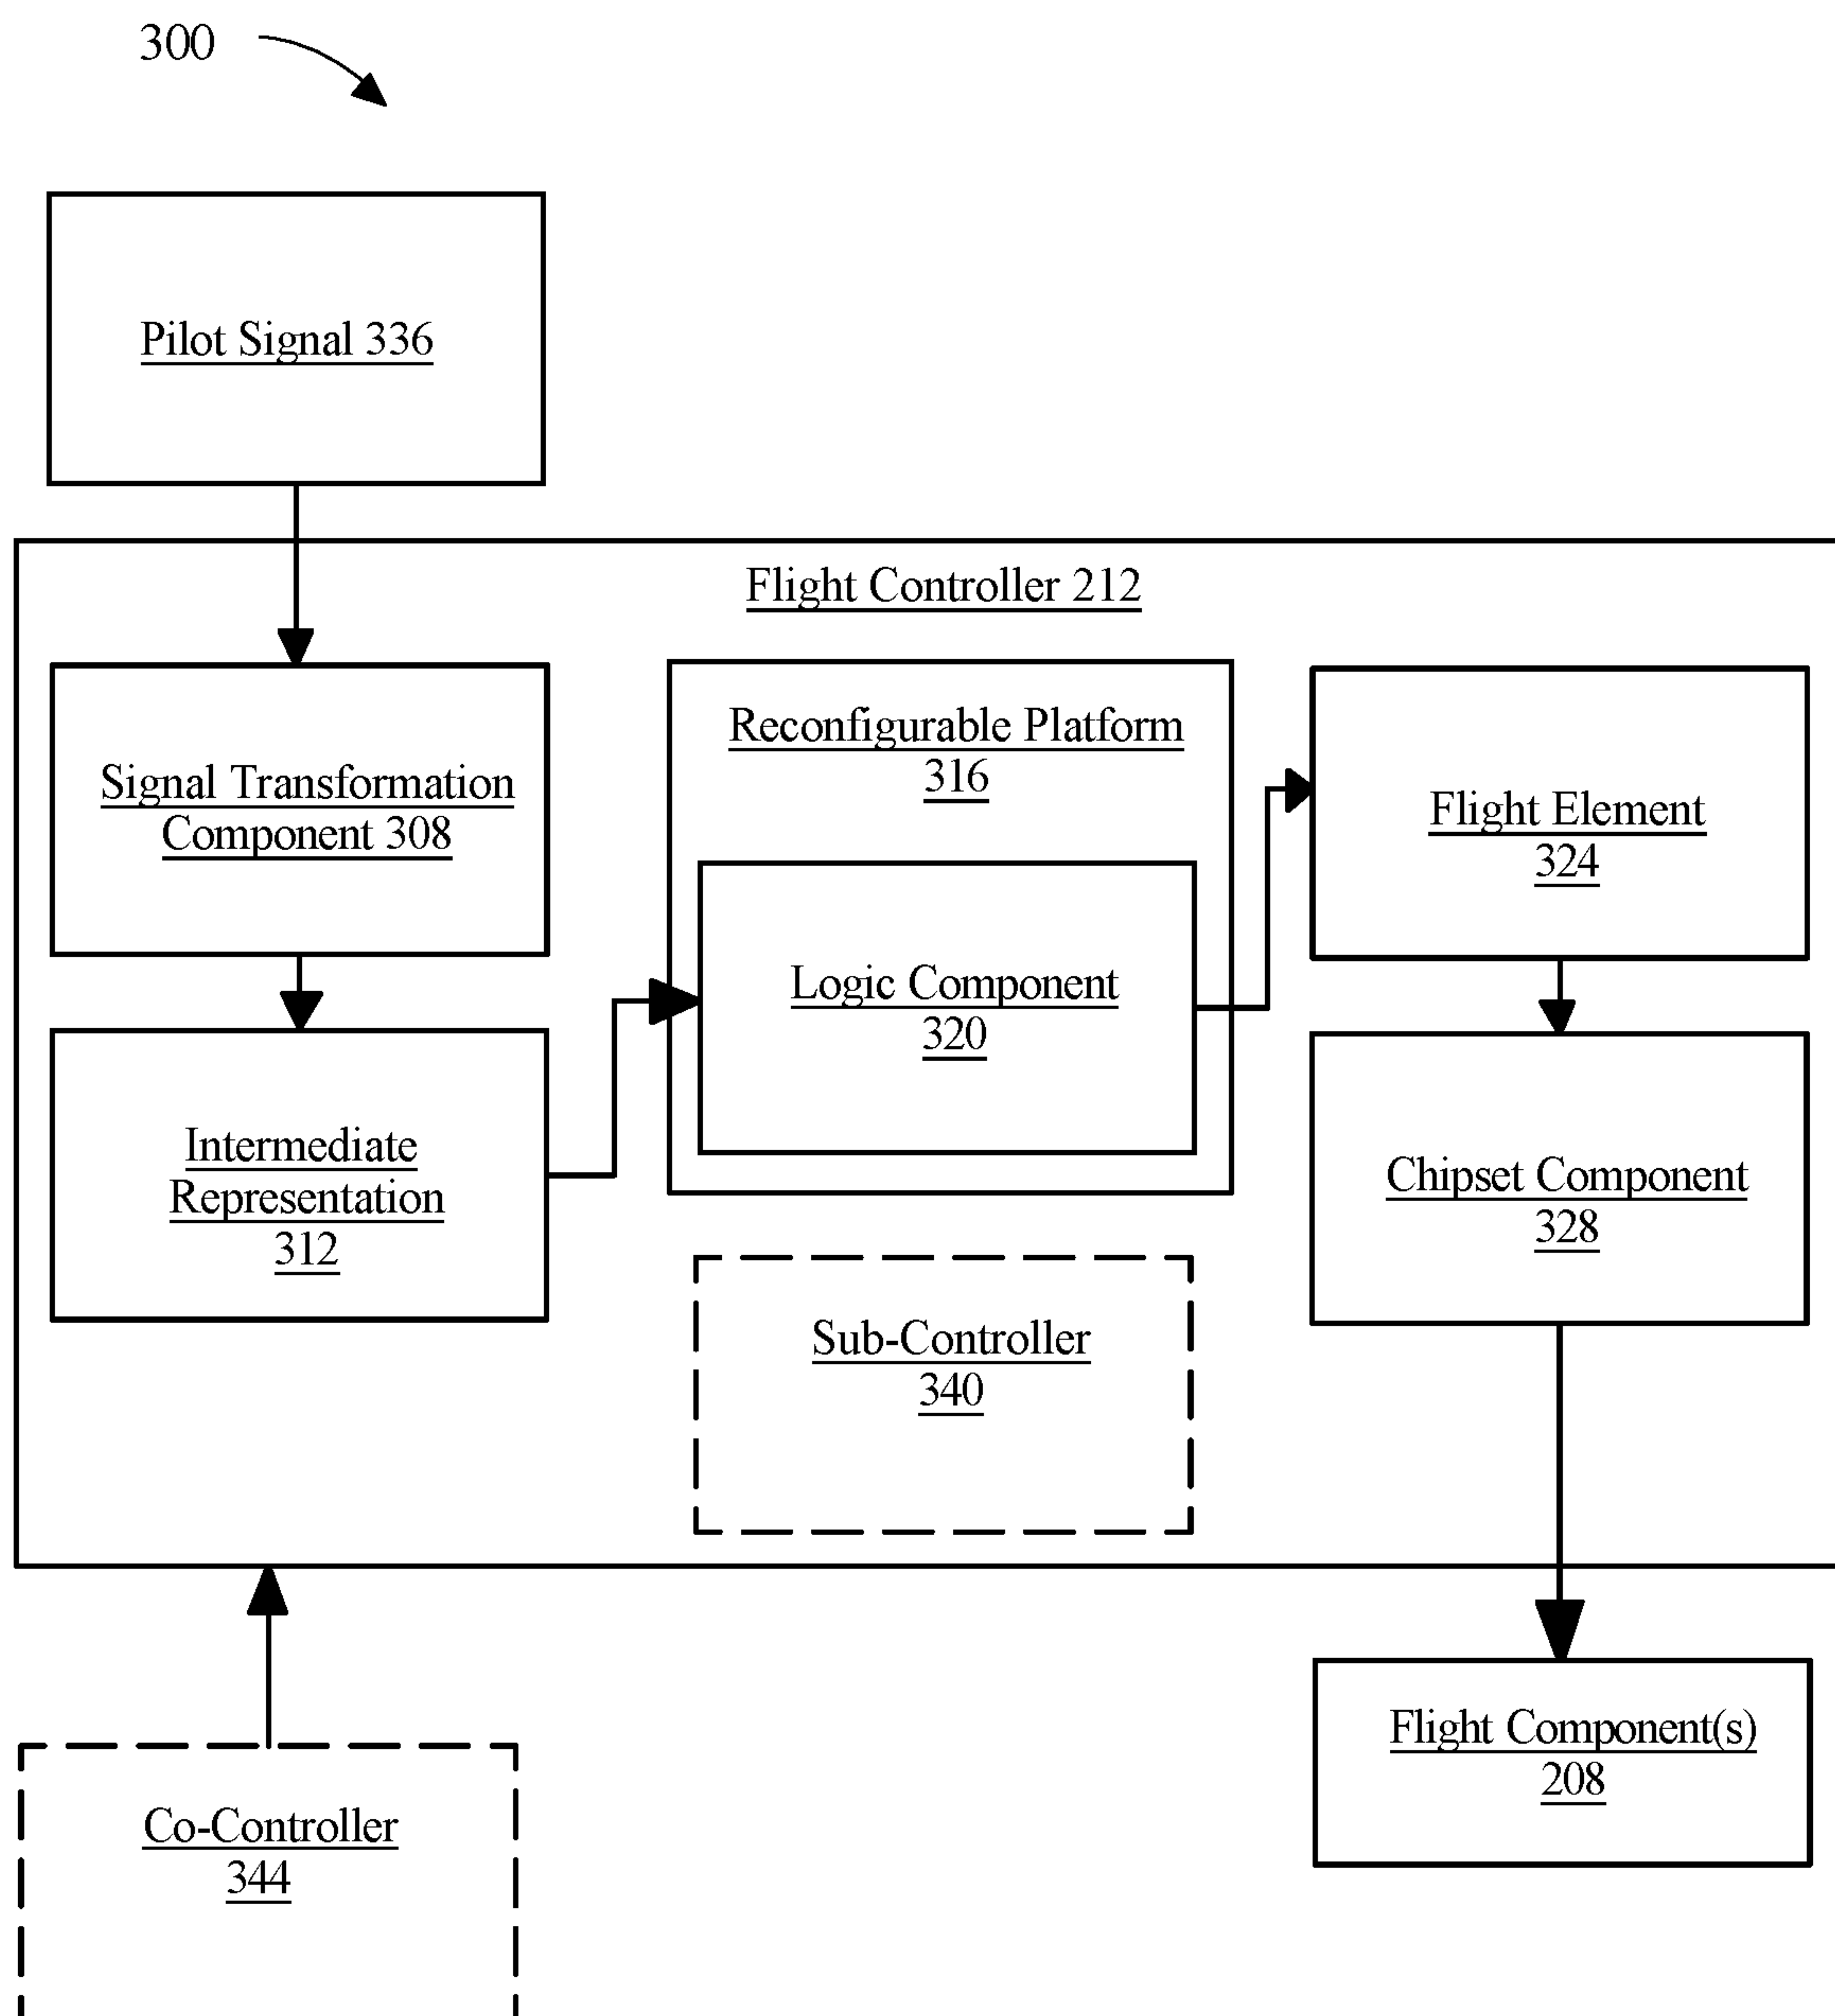 300
Pilot Signal 336
Flight Controller 212
Signal Transformation
Component 308
Intermediate
Representation
312
Reconfigurable Platform
316
Logic Component
320
Sub-Controller
340
Flight Element
324
Chipset Component
328
Co-Controller
344
Flight Component(s)
208